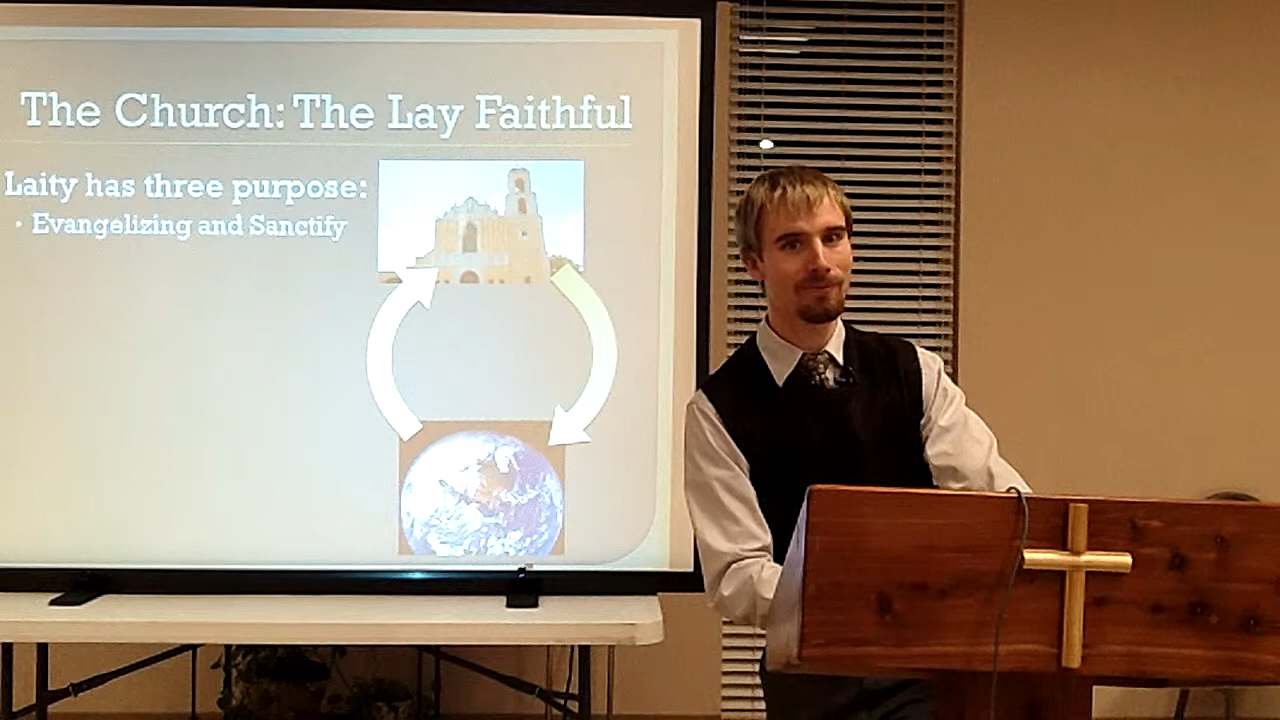 The Church: The Lay Faithful
Laity has three purpose:
• Evangelizing and Sanctify